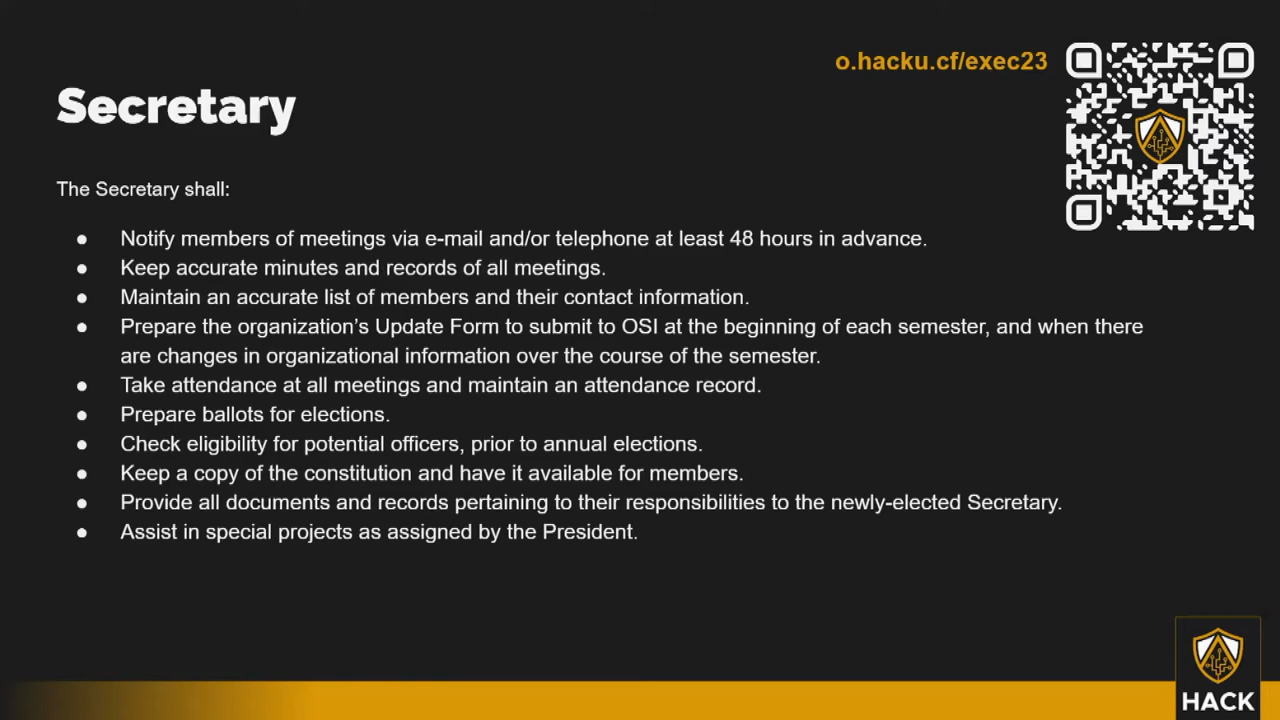 o.hacku.cf/exec23
Secretary
The Secretary shall:
● Notify members of meetings via e-mail and/or telephone at least 48 hours in advance.
● Keep accurate minutes and records of all meetings.
● Maintain an accurate list of members and their contact information.
● Prepare the organization’s Update Form to submit to OSI at the beginning of each semester, and when there
are changes in organizational information over the course of the semester.
● Take attendance at all meetings and maintain an attendance record.
● Prepare ballots for elections.
● Check eligibility for potential officers, prior to annual elections.
● Keep a copy of the constitution and have it available for members.
● Provide all documents and records pertaining to their responsibilities to the newly-elected Secretary.
● Assist in special projects as assigned by the President.
HACK